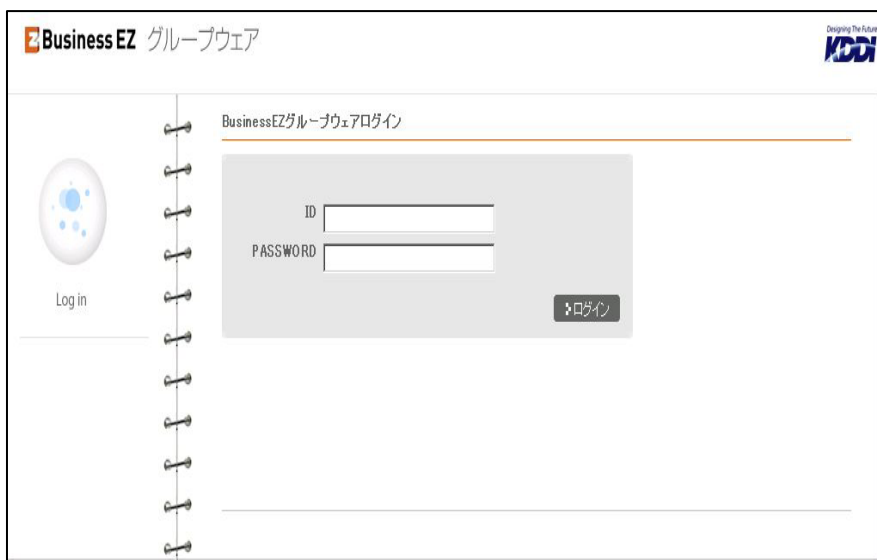 EZ Business EZ グループウェア
Designing The Future
KDDI
BusinessEZグループウェアログイン
ID
PASSWORD
Log in
ログイン